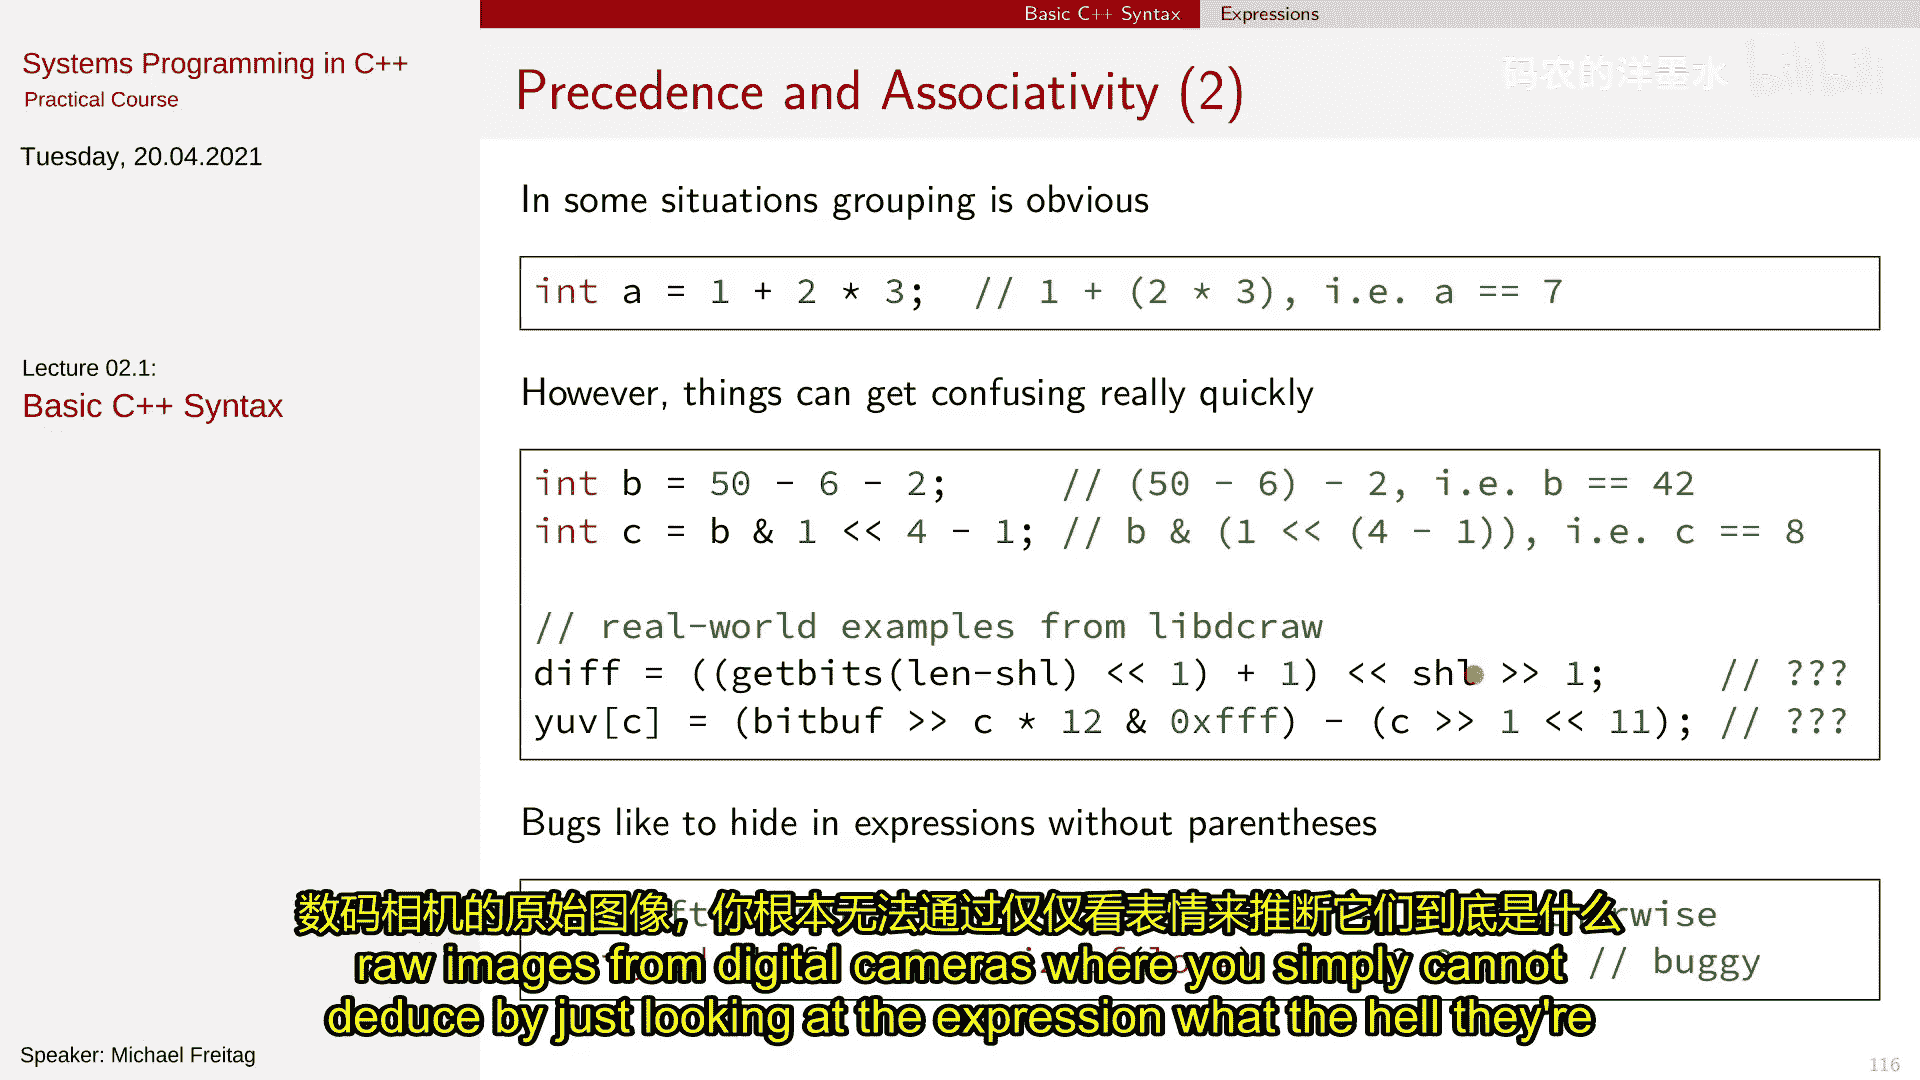 Basic C++ Syntax Expressions
Systems Programming in C++
Practical Course
Tuesday, 20.04.2021
Lecture 02.1:
Basic C++ Syntax
Precedence and Associativity (2)
码农的洋墨水 bilibili
In some situations grouping is obvious
int a = 1 + 2 * 3; // 1 + (2 * 3), i.e. a == 7
However, things can get confusing really quickly
int b = 50 - 6 - 2; // (50 - 6) - 2, i.e. b == 42
int c = b & 1 << 4 - 1; // b & (1 << (4 - 1)), i.e. c == 8
// real-world examples from libdcraw
diff = ((getbits(len-shl) << 1) + 1) << shl >> 1; // ???
yuv[c] = (bitbuf >> c * 12 & 0xfff) - (c >> 1 << 11); // ???
Bugs like to hide in expressions without parentheses
// buggy
数码相机的原始图像，你根本无法通过仅仅看表情来推断它们到底是什么
raw images from digital cameras where you simply cannot
deduce by just looking at the expression what the hell they're
Speaker: Michael Freitag
116